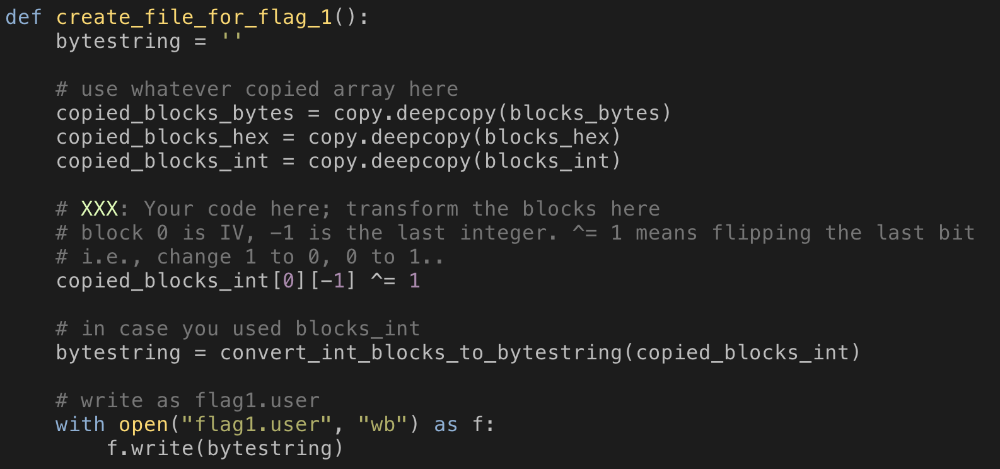 def create_file_for_flag_1():
    bytestring = ''

    # use whatever copied array here
    copied_blocks_bytes = copy.deepcopy(blocks_bytes)
    copied_blocks_hex = copy.deepcopy(blocks_hex)
    copied_blocks_int = copy.deepcopy(blocks_int)

    # XXX: Your code here; transform the blocks here
    # block 0 is IV, -1 is the last integer. ^= 1 means flipping the last bit
    # i.e., change 1 to 0, 0 to 1..
    copied_blocks_int[0][-1] ^= 1

    # in case you used blocks_int
    bytestring = convert_int_blocks_to_bytestring(copied_blocks_int)

    # write as flag1.user
    with open("flag1.user", "wb") as f:
        f.write(bytestring)